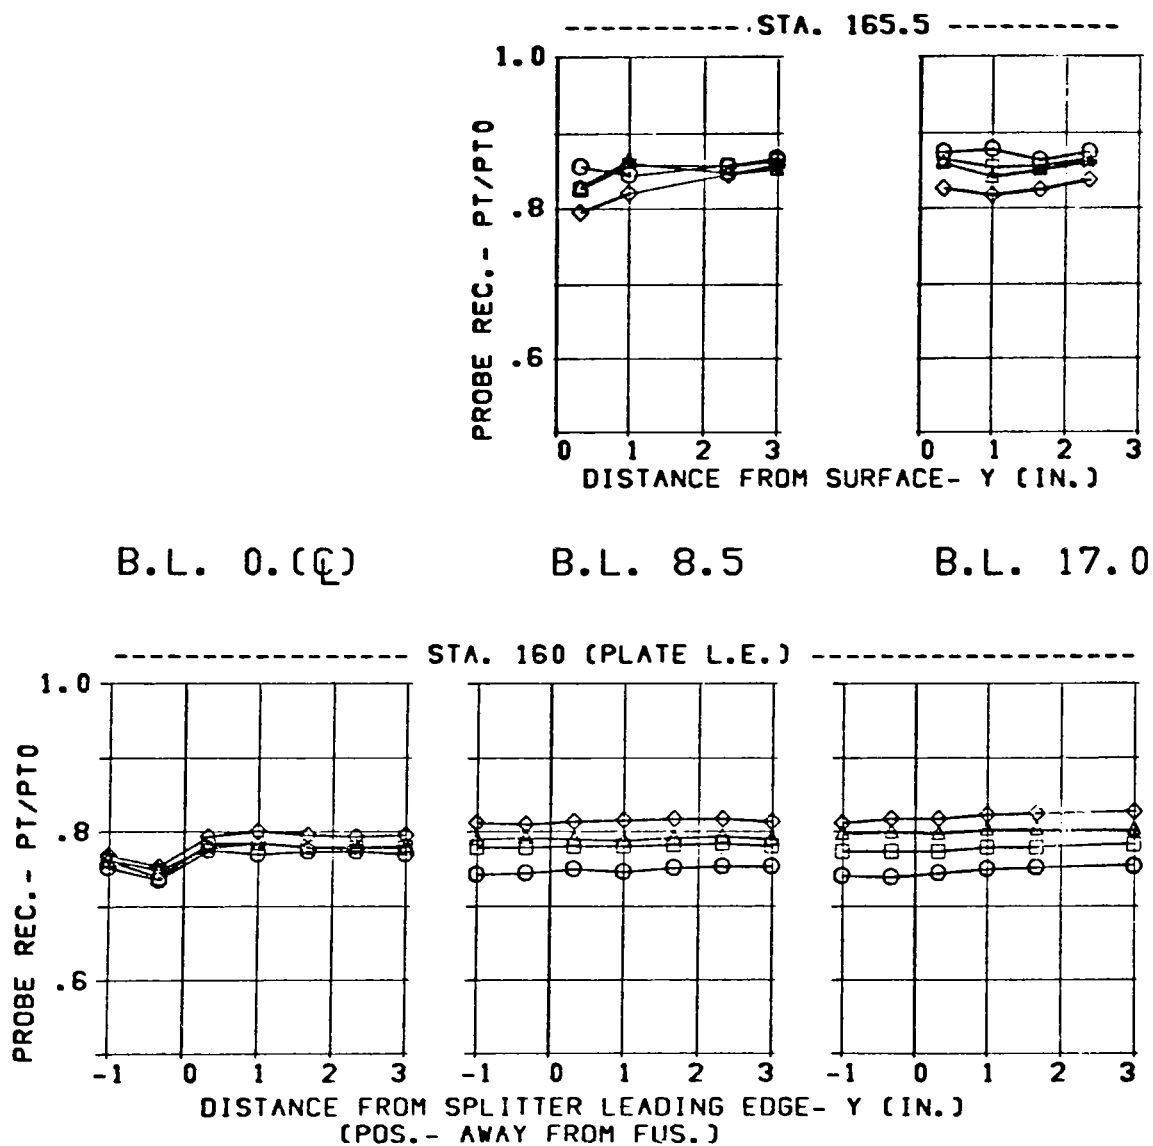 STA. 165.5
1.0
.8
.6
PROBE REC.- PT/PT0
0 1 2 3 0 1 2 3
DISTANCE FROM SURFACE- Y (IN.)
B.L. 0.(℄) B.L. 8.5 B.L. 17.0
STA. 160 (PLATE L.E.)
1.0
.8
.6
PROBE REC.- PT/PT0
-1 0 1 2 3 -1 0 1 2 3 -1 0 1 2 3
DISTANCE FROM SPLITTER LEADING EDGE- Y (IN.)
(POS.- AWAY FROM FUS.)